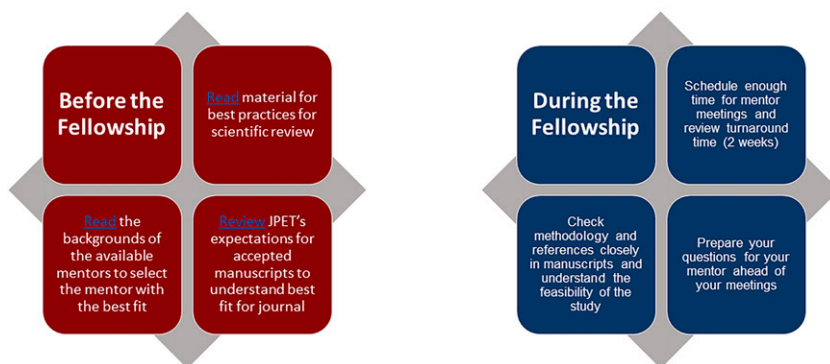 Before the
Fellowship
Read material for
best practices for
scientific review
Read the
backgrounds of
the available
mentors to select
the mentor with
the best fit
Review JPET's
expectations for
accepted
manuscripts to
understand best
fit for journal
During the
Fellowship
Schedule enough
time for mentor
meetings and
review turnaround
time (2 weeks)
Check
methodology and
references closely
in manuscripts and
understand the
feasibility of the
study
Prepare your
questions for your
mentor ahead of
your meetings